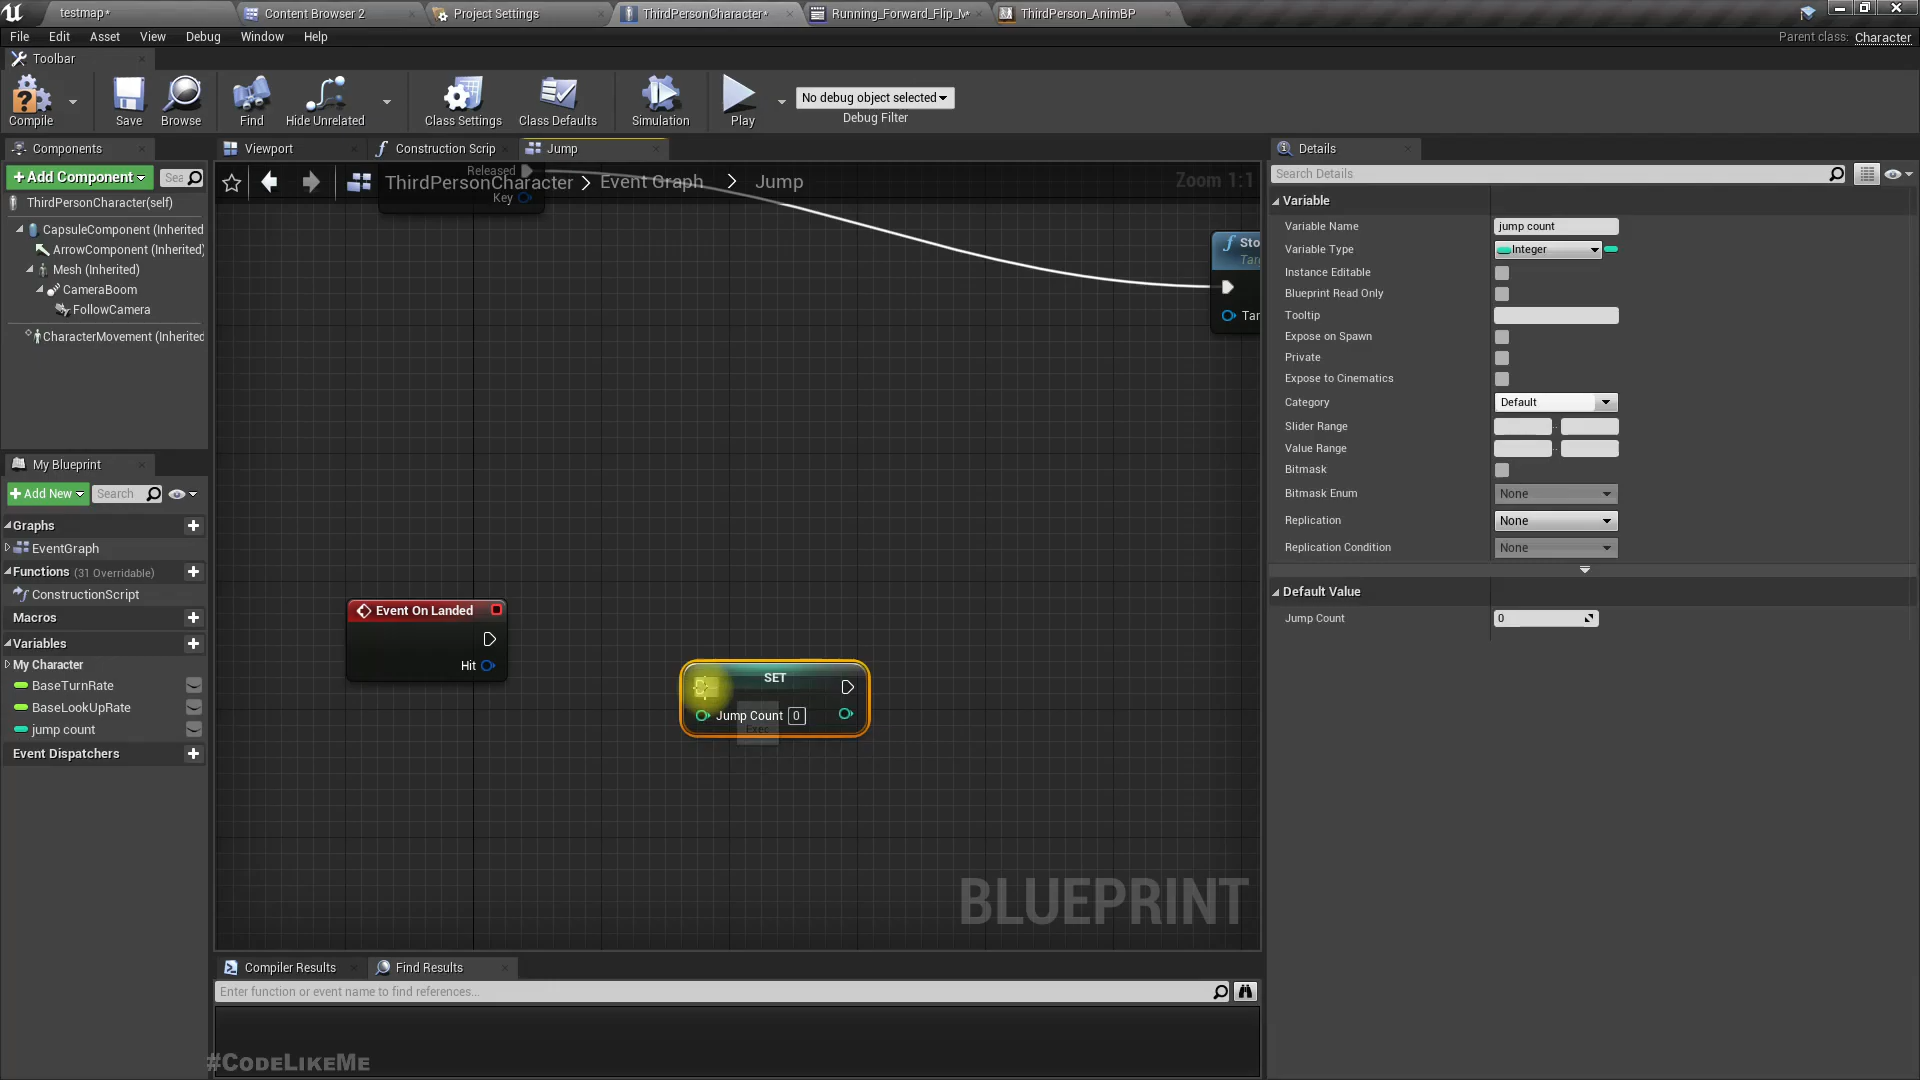 testmap*
Content Browser 2
Project Settings
ThirdPersonCharacter*
Running_Forward_Flip_M*
ThirdPerson_AnimBP
File
Edit
Asset
View
Debug
Window
Help
Parent class: Character
Toolbar
Compile
Save
Browse
Find
Hide Unrelated
Class Settings
Class Defaults
Simulation
Play
No debug object selected
Debug Filter
Components
+ Add Component
Sea
ThirdPersonCharacter(self)
CapsuleComponent (Inherited
ArrowComponent (Inherited)
Mesh (Inherited)
CameraBoom
FollowCamera
CharacterMovement (Inherited
My Blueprint
+ Add New
Search
Graphs
EventGraph
Functions (31 Overridable)
ConstructionScript
Macros
Variables
My Character
BaseTurnRate
BaseLookUpRate
jump count
Event Dispatchers
Viewport
Construction Scrip
Jump
ThirdPersonCharacter > Event Graph > Jump
Zoom 1:1
Released
Key
Sto
Tar
Event On Landed
Hit
SET
Jump Count 0
Exec
BLUEPRINT
Compiler Results
Find Results
Enter function or event name to find references...
#CodeLikeMe
Details
Search Details
Variable
Variable Name jump count
Variable Type Integer
Instance Editable
Blueprint Read Only
Tooltip
Expose on Spawn
Private
Expose to Cinematics
Category Default
Slider Range
Value Range
Bitmask
Bitmask Enum None
Replication None
Replication Condition None
Default Value
Jump Count 0